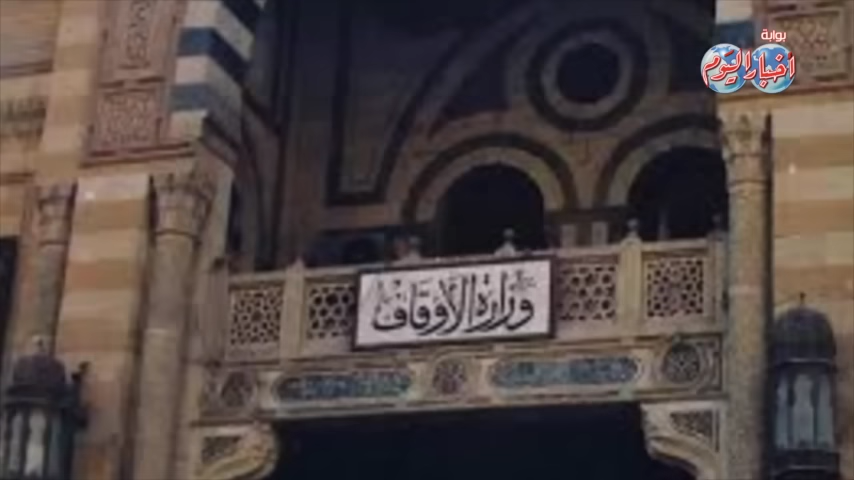 بوابة
أخبار اليوم
وزارة الأوقاف